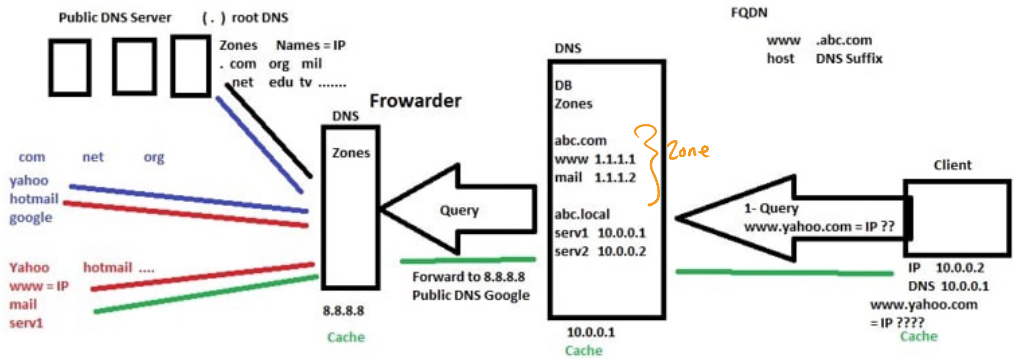 Public DNS Server ( . ) root DNS
Zones Names = IP
. com org mil
net edu tv .......
Frowarder
DNS
Zones
8.8.8.8
Cache
com net org
yahoo
hotmail
google
Yahoo hotmail ....
www = IP
mail
serv1
Query
Forward to 8.8.8.8
Public DNS Google
DNS
DB
Zones
abc.com
www 1.1.1.1
mail 1.1.1.2
zone
abc.local
serv1 10.0.0.1
serv2 10.0.0.2
10.0.0.1
Cache
FQDN
www .abc.com
host DNS Suffix
Client
1- Query
www.yahoo.com = IP ??
IP 10.0.0.2
DNS 10.0.0.1
www.yahoo.com
= IP ????
Cache